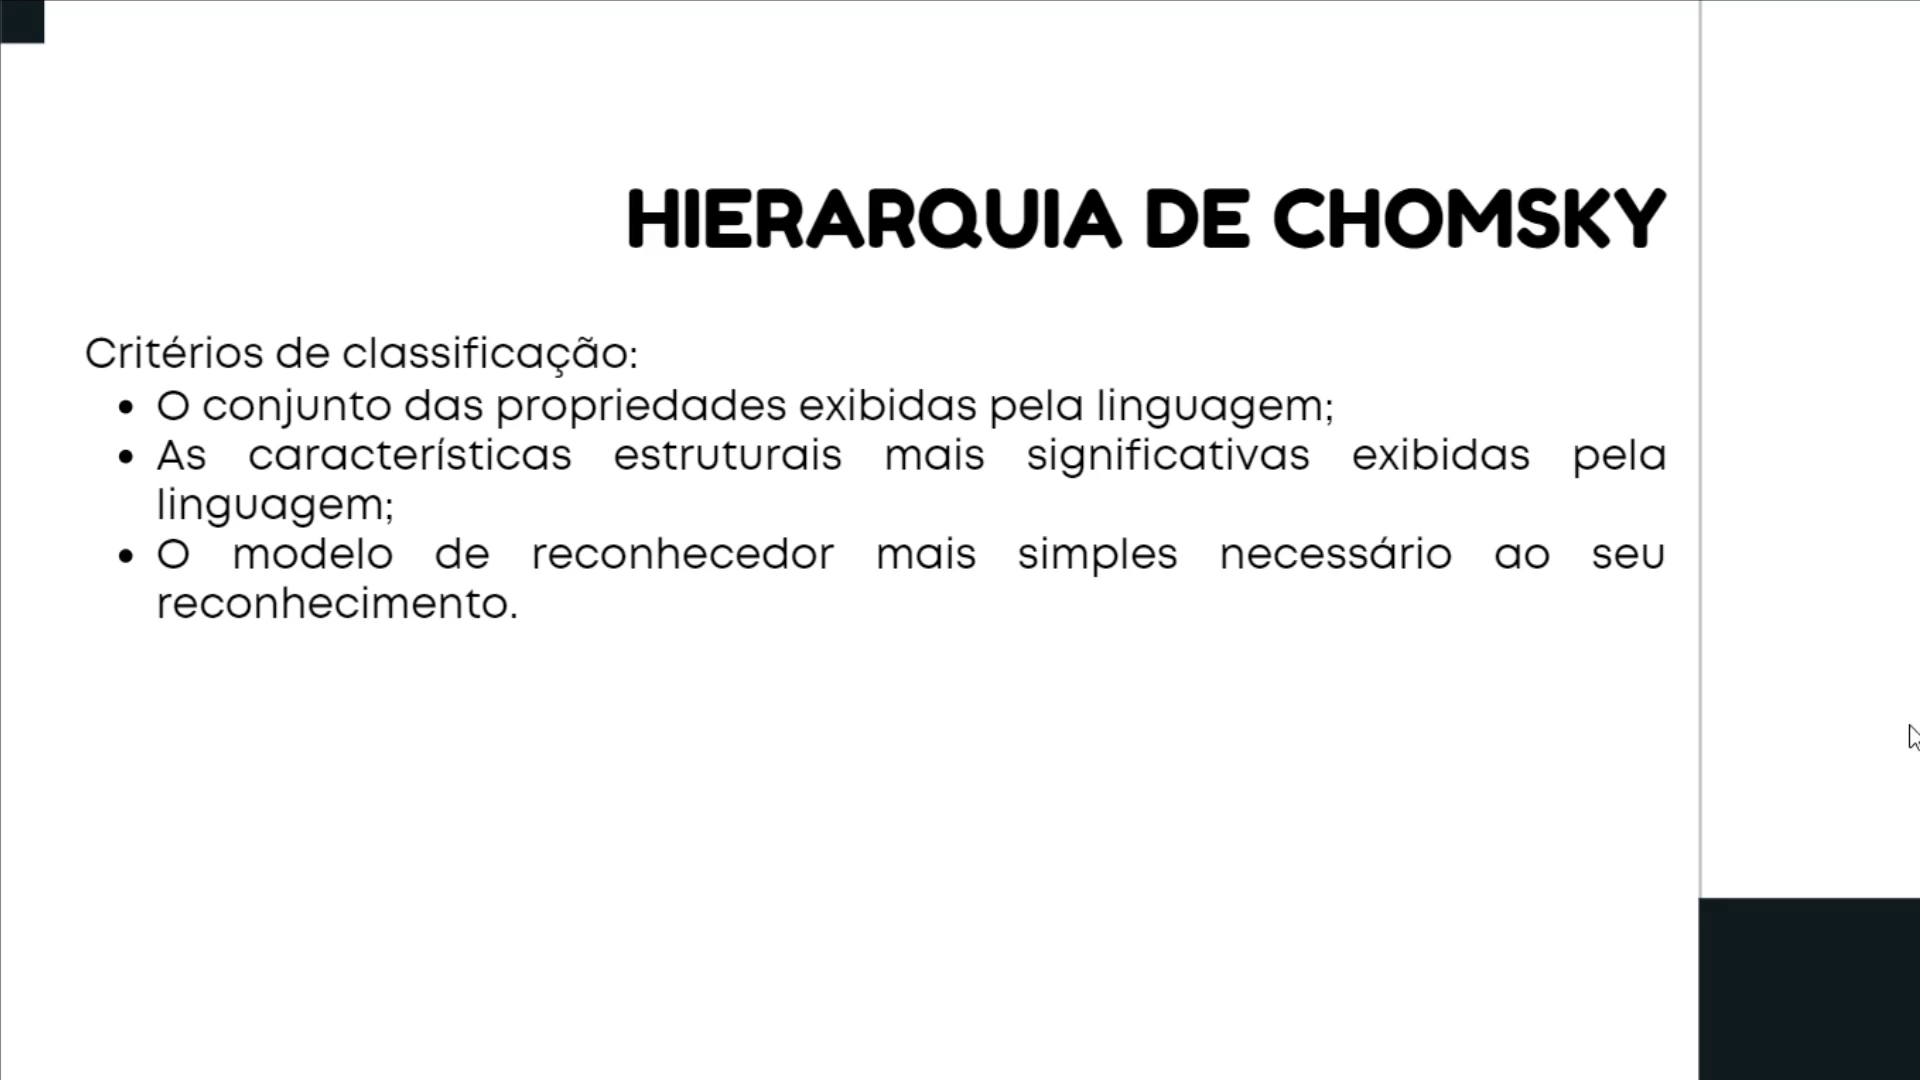 HIERARQUIA DE CHOMSKY
Critérios de classificação:
• O conjunto das propriedades exibidas pela linguagem;
• As características estruturais mais significativas exibidas pela
linguagem;
• O modelo de reconhecedor mais simples necessário ao seu
reconhecimento.